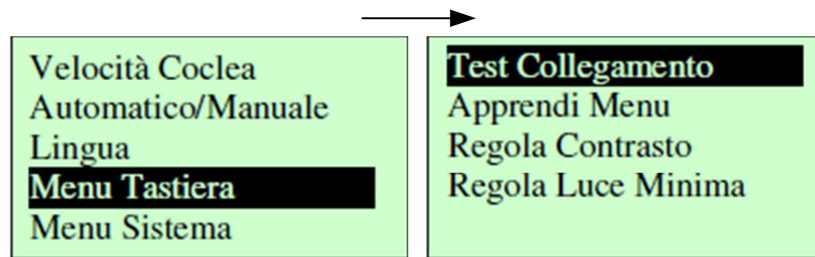 Velocità Coclea
Automatico/Manuale
Lingua
Menu Tastiera
Menu Sistema
Test Collegamento
Apprendi Menu
Regola Contrasto
Regola Luce Minima